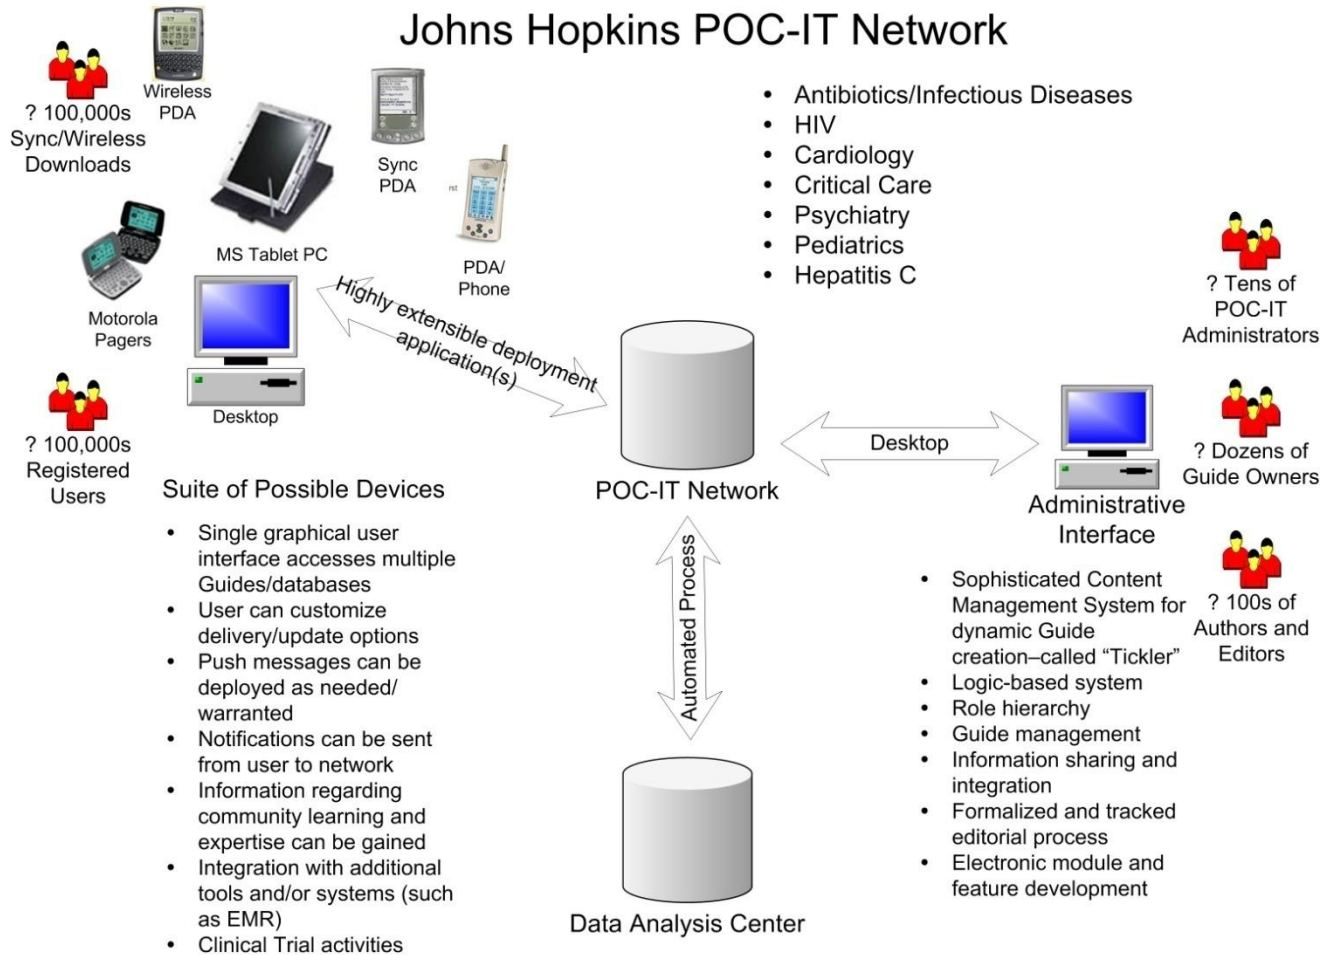 Johns Hopkins POC-IT Network
? 100,000s
Sync/Wireless
Downloads
Wireless
PDA
Sync
PDA
rst
PDA/
Phone
MS Tablet PC
Motorola
Pagers
Desktop
? 100,000s
Registered
Users
Highly extensible deployment
application(s)
• Antibiotics/Infectious Diseases
• HIV
• Cardiology
• Critical Care
• Psychiatry
• Pediatrics
• Hepatitis C
POC-IT Network
Desktop
Administrative
Interface
? Tens of
POC-IT
Administrators
? Dozens of
Guide Owners
? 100s of
Authors and
Editors
Suite of Possible Devices
• Single graphical user
interface accesses multiple
Guides/databases
• User can customize
delivery/update options
• Push messages can be
deployed as needed/
warranted
• Notifications can be sent
from user to network
• Information regarding
community learning and
expertise can be gained
• Integration with additional
tools and/or systems (such
as EMR)
• Clinical Trial activities
Automated Process
Data Analysis Center
• Sophisticated Content
Management System for
dynamic Guide
creation–called “Tickler”
• Logic-based system
• Role hierarchy
• Guide management
• Information sharing and
integration
• Formalized and tracked
editorial process
• Electronic module and
feature development